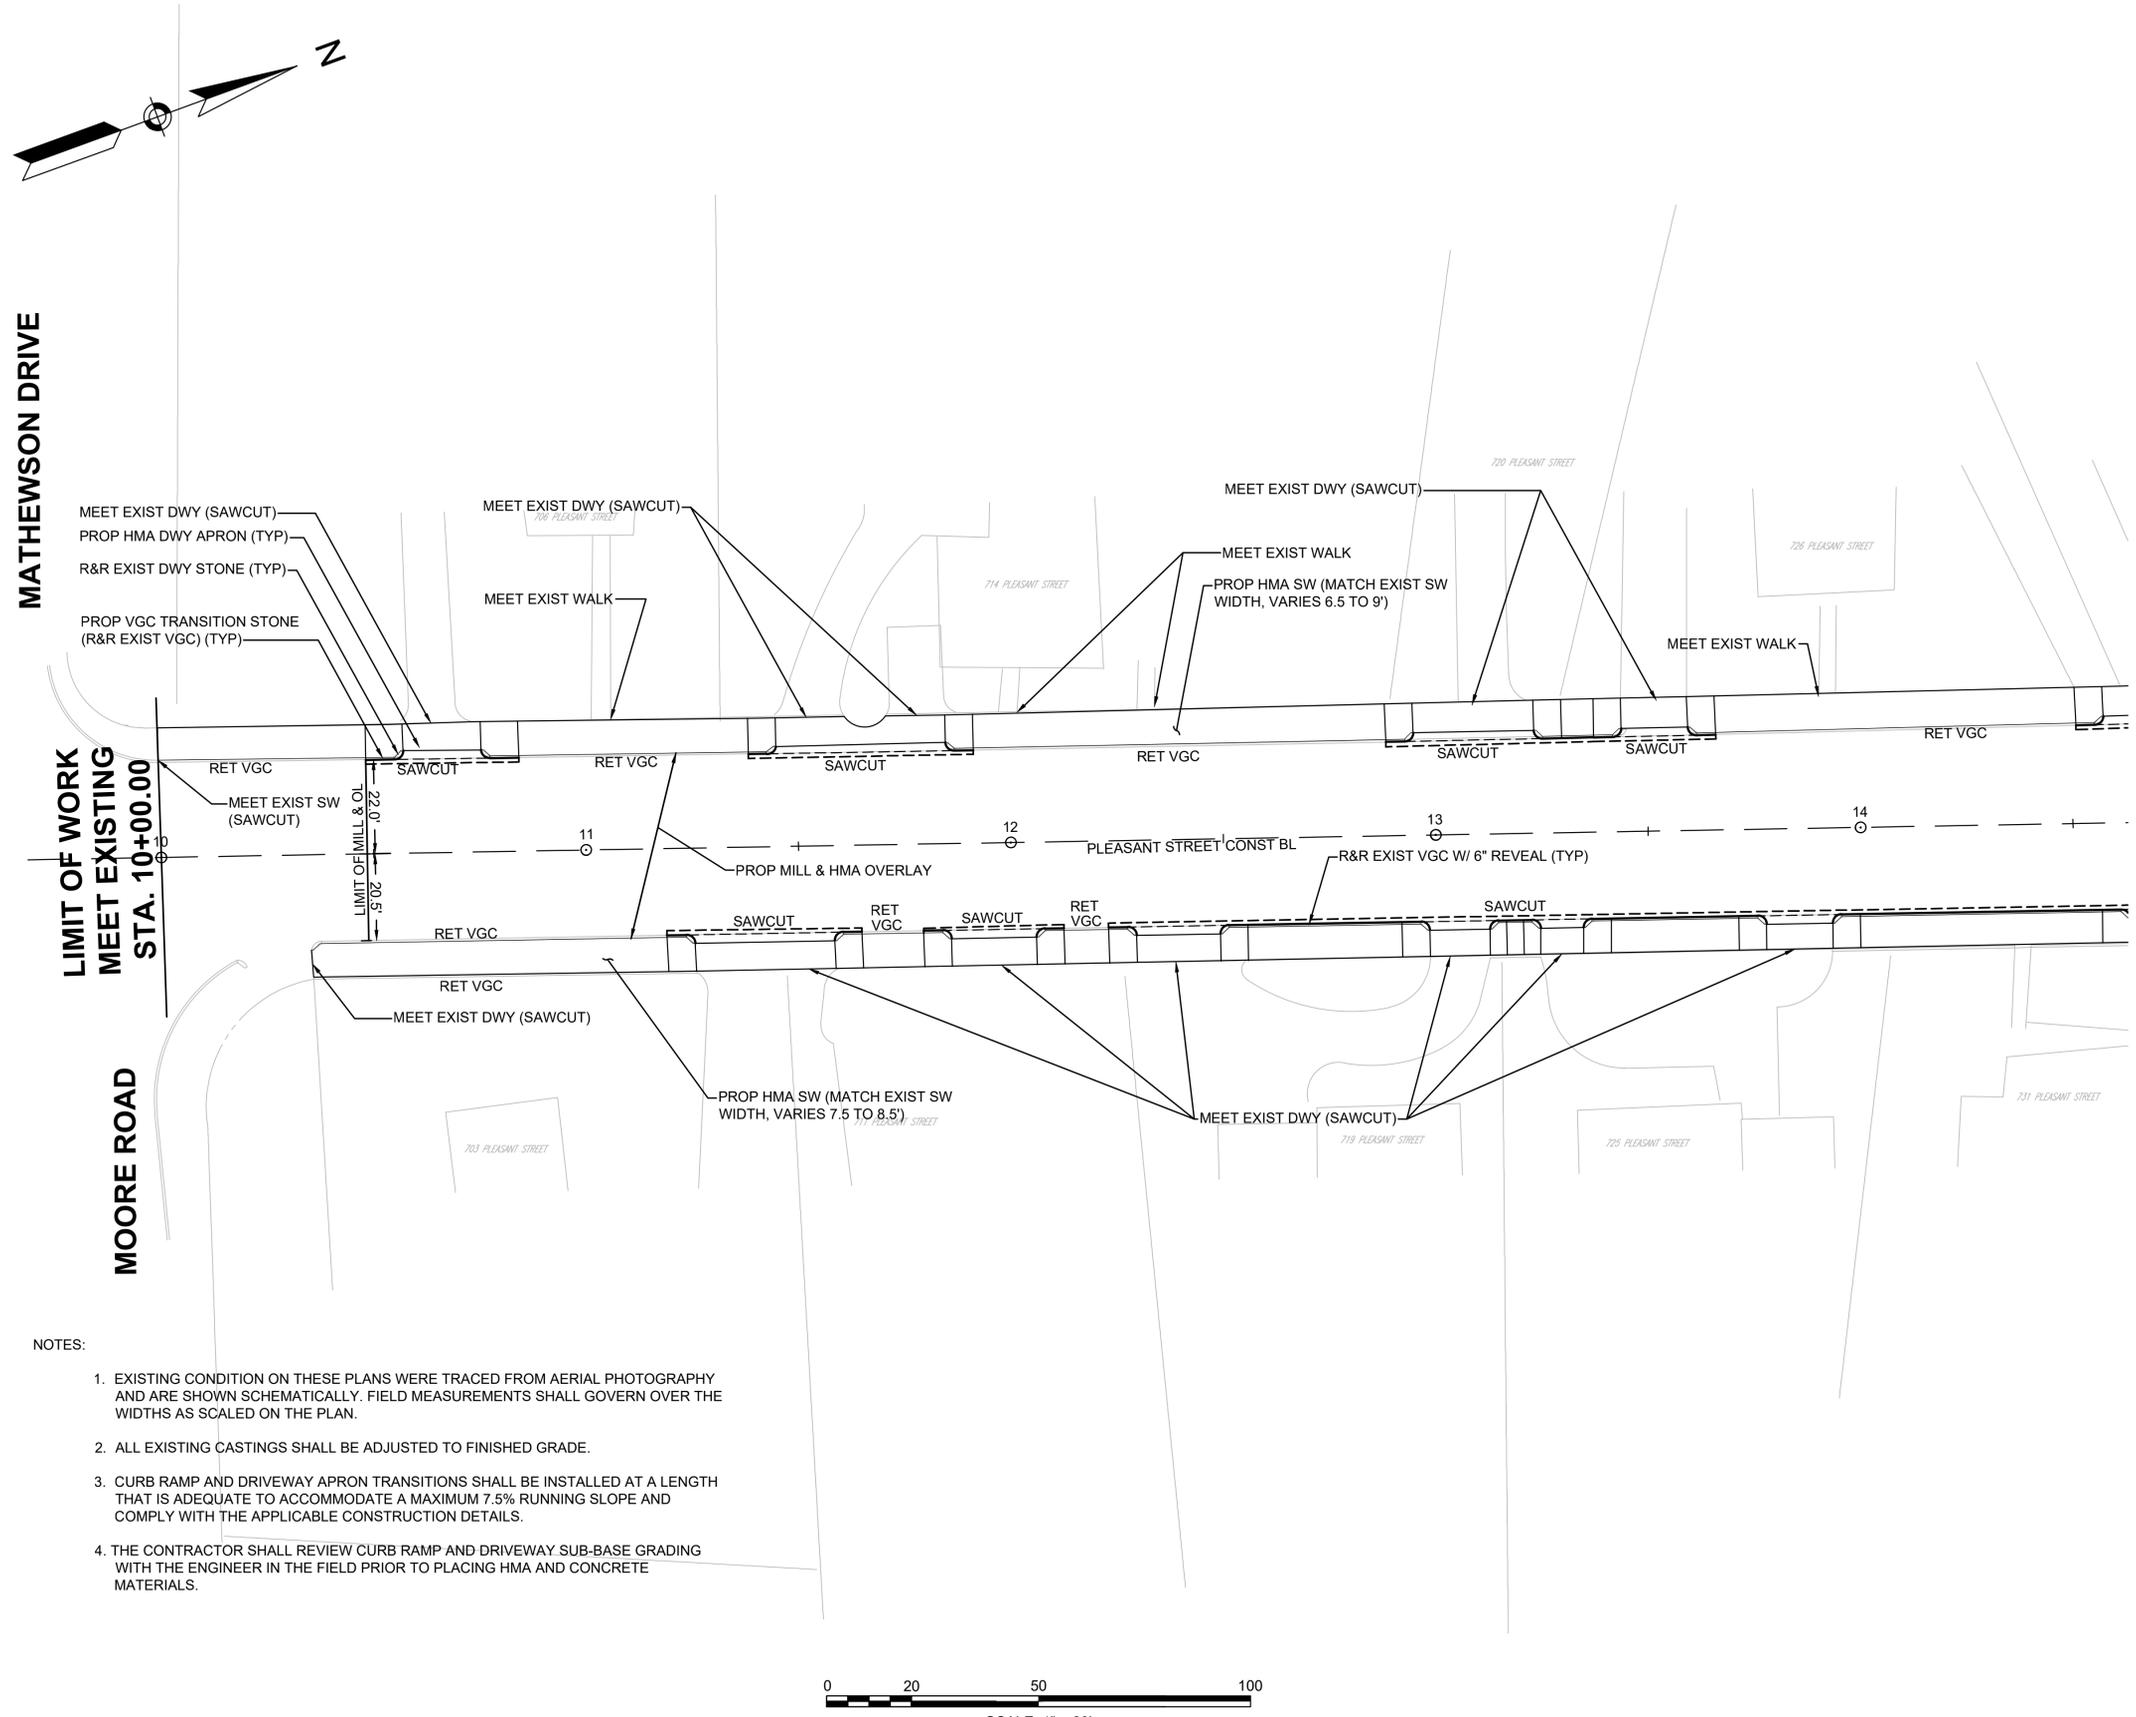 N
MATHEWSON DRIVE
720 PLEASANT STREET
MEET EXIST DWY (SAWCUT)
MEET EXIST DWY (SAWCUT)
706 PLEASANT STREET
MEET EXIST DWY (SAWCUT)
PROP HMA DWY APRON (TYP)
R&R EXIST DWY STONE (TYP)
PROP VGC TRANSITION STONE
(R&R EXIST VGC) (TYP)
MEET EXIST WALK
714 PLEASANT STREET
MEET EXIST WALK
PROP HMA SW (MATCH EXIST SW
WIDTH, VARIES 6.5 TO 9')
726 PLEASANT STREET
MEET EXIST WALK
RET VGC
SAWCUT
RET VGC
SAWCUT
RET VGC
SAWCUT
SAWCUT
RET VGC
LIMIT OF WORK
MEET EXISTING
STA. 10+00.00
MEET EXIST SW
(SAWCUT)
LIMIT OF MILL & OL
22.0'
20.5'
10
11
12
13
14
PLEASANT STREET CONST BL
PROP MILL & HMA OVERLAY
R&R EXIST VGC W/ 6" REVEAL (TYP)
RET VGC
SAWCUT
RET
VGC
SAWCUT
RET
VGC
SAWCUT
RET VGC
MEET EXIST DWY (SAWCUT)
MOORE ROAD
PROP HMA SW (MATCH EXIST SW
WIDTH, VARIES 7.5 TO 8.5')
MEET EXIST DWY (SAWCUT)
703 PLEASANT STREET
711 PLEASANT STREET
719 PLEASANT STREET
725 PLEASANT STREET
731 PLEASANT STREET
NOTES:
1. EXISTING CONDITION ON THESE PLANS WERE TRACED FROM AERIAL PHOTOGRAPHY
AND ARE SHOWN SCHEMATICALLY. FIELD MEASUREMENTS SHALL GOVERN OVER THE
WIDTHS AS SCALED ON THE PLAN.
2. ALL EXISTING CASTINGS SHALL BE ADJUSTED TO FINISHED GRADE.
3. CURB RAMP AND DRIVEWAY APRON TRANSITIONS SHALL BE INSTALLED AT A LENGTH
THAT IS ADEQUATE TO ACCOMMODATE A MAXIMUM 7.5% RUNNING SLOPE AND
COMPLY WITH THE APPLICABLE CONSTRUCTION DETAILS.
4. THE CONTRACTOR SHALL REVIEW CURB RAMP AND DRIVEWAY SUB-BASE GRADING
WITH THE ENGINEER IN THE FIELD PRIOR TO PLACING HMA AND CONCRETE
MATERIALS.
0 20 50 100